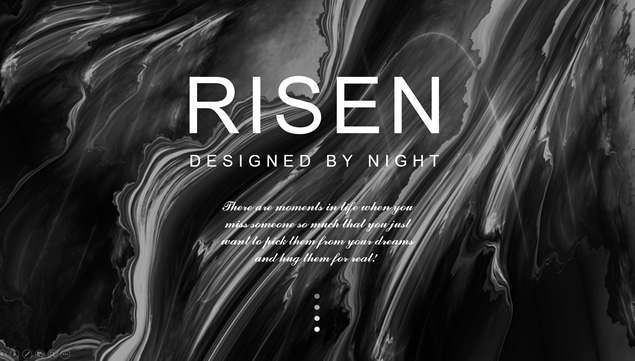 RISEN
DESIGNED BY NIGHT
There are moments in life when you
miss someone so much that you just
want to pick them from your dreams
and hug them for real!